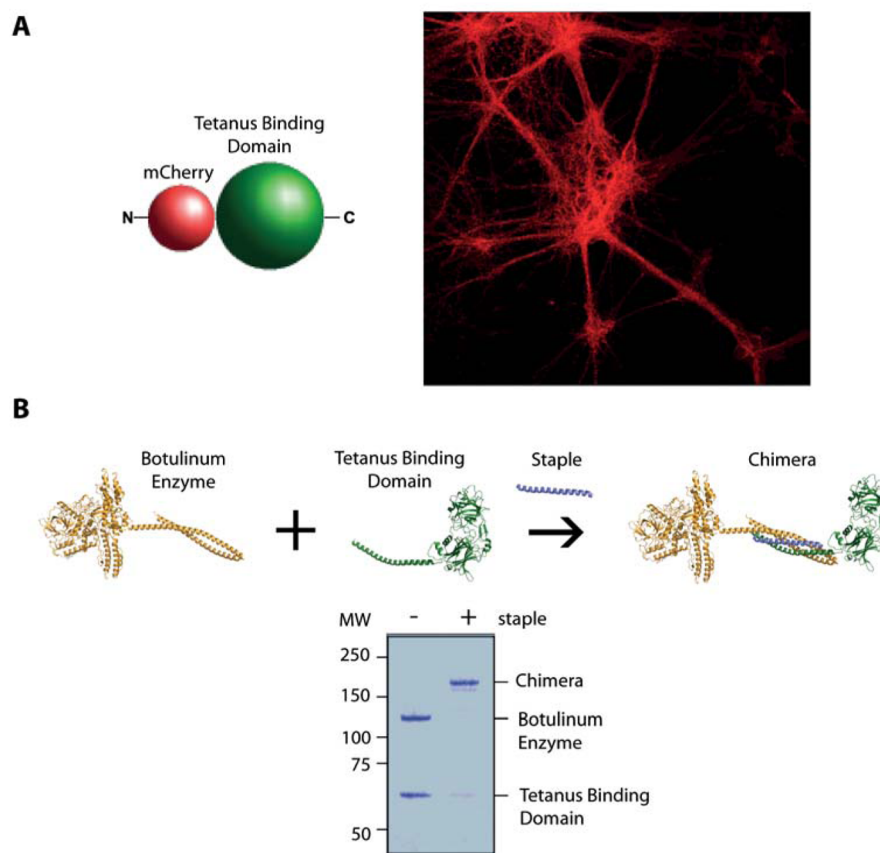 A
Tetanus Binding
Domain
mCherry
N
C
B
Botulinum
Enzyme
Tetanus Binding
Domain
Staple
Chimera
+
MW - + staple
250
150
100
75
50
Chimera
Botulinum
Enzyme
Tetanus Binding
Domain